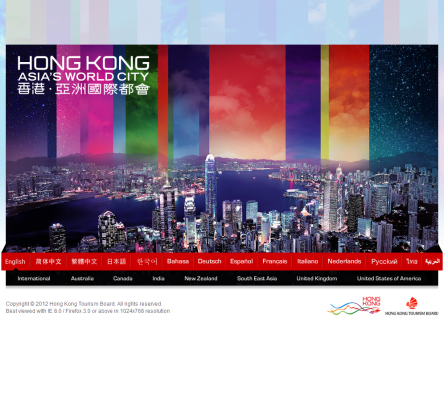 HONG KONG
ASIA'S WORLD CITY
香港·亞洲國際都會
English 简体中文 繁體中文 日本語 한국어 Bahasa Deutsch Español Francais Italiano Nederlands Русский ไทย العربية
International Australia Canada India New Zealand South East Asia United Kingdom United States of America
Copyright © 2012 Hong Kong Tourism Board. All rights reserved.
Best viewed with IE 6.0 / Firefox 3.0 or above in 1024x768 resolution
HONG KONG
HONG KONG TOURISM BOARD